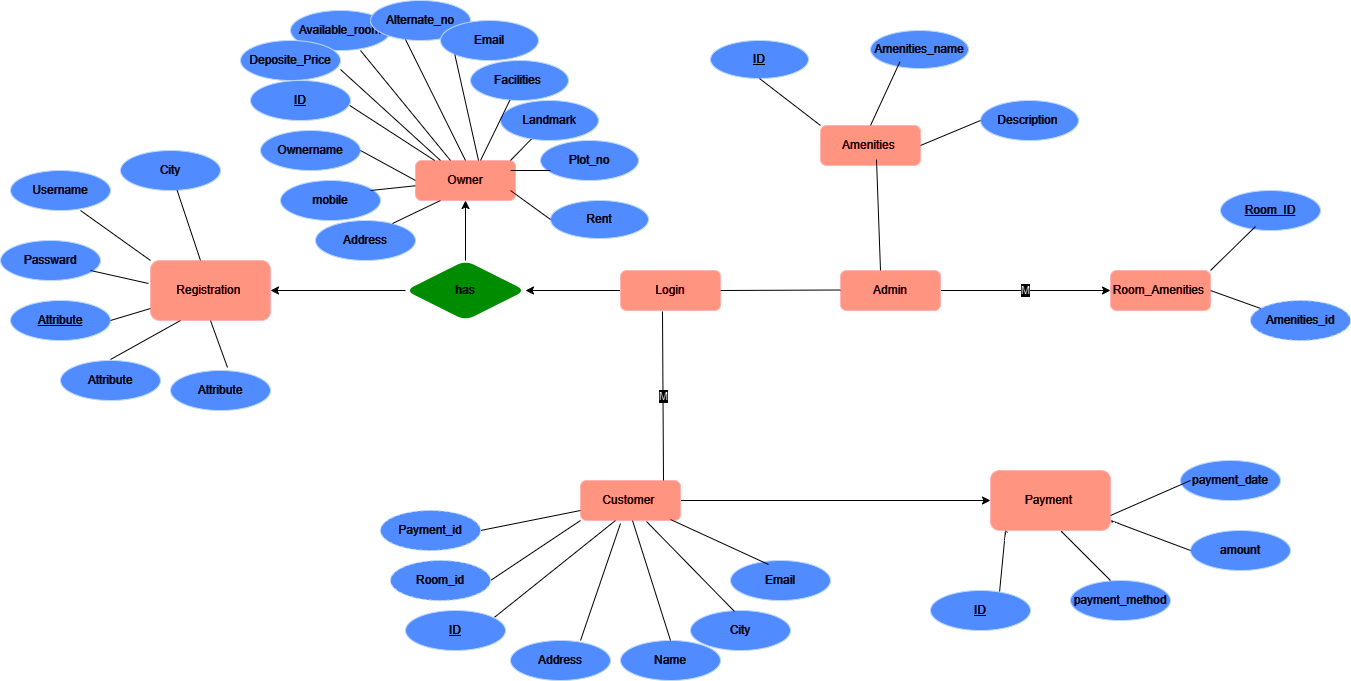 Alternate_no
Available_room
Email
Deposite_Price
Facilities
ID
Landmark
Ownername
Plot_no
Owner
mobile
Rent
Address
ID
Amenities_name
Description
Amenities
City
Username
Password
Registration
Attribute
Attribute
Attribute
has
Login
Admin
M
Room_Amenities
Room_ID
Amenities_id
M
Customer
Payment
payment_date
Payment_id
amount
Room_id
Email
payment_method
ID
ID
City
Address
Name